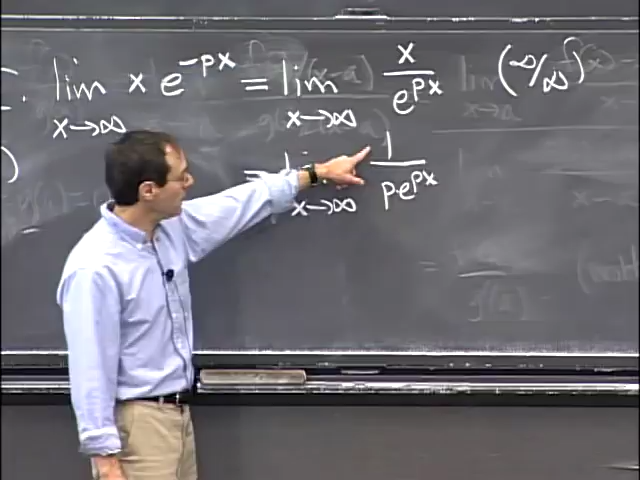 lim x e^{-px} = lim x/e^{px} (∞/∞)
x→∞ x→∞
= lim 1/pe^{px}
x→∞